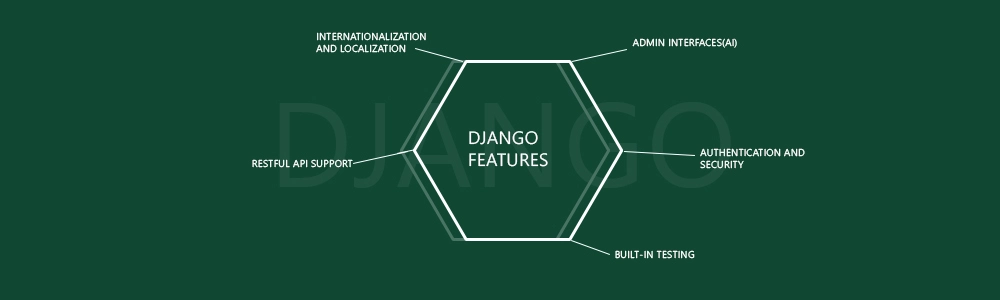 INTERNATIONALIZATION
AND LOCALIZATION
ADMIN INTERFACES(AI)
DJANGO
DJANGO
FEATURES
RESTFUL API SUPPORT
AUTHENTICATION AND
SECURITY
BUILT-IN TESTING